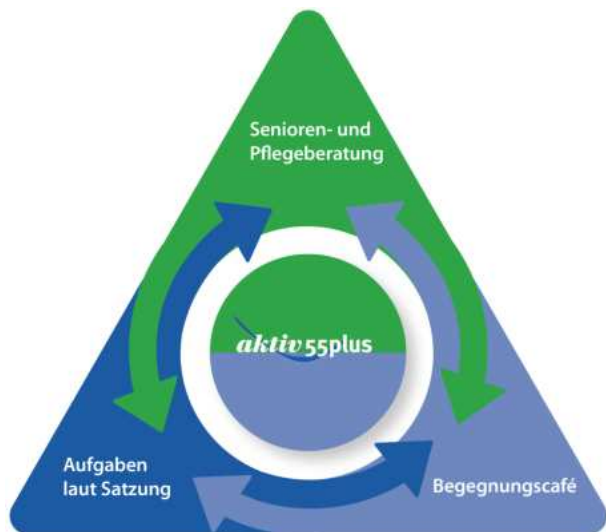 Senioren- und
Pflegeberatung
aktiv55plus
Aufgaben
laut Satzung
Begegnungscafé